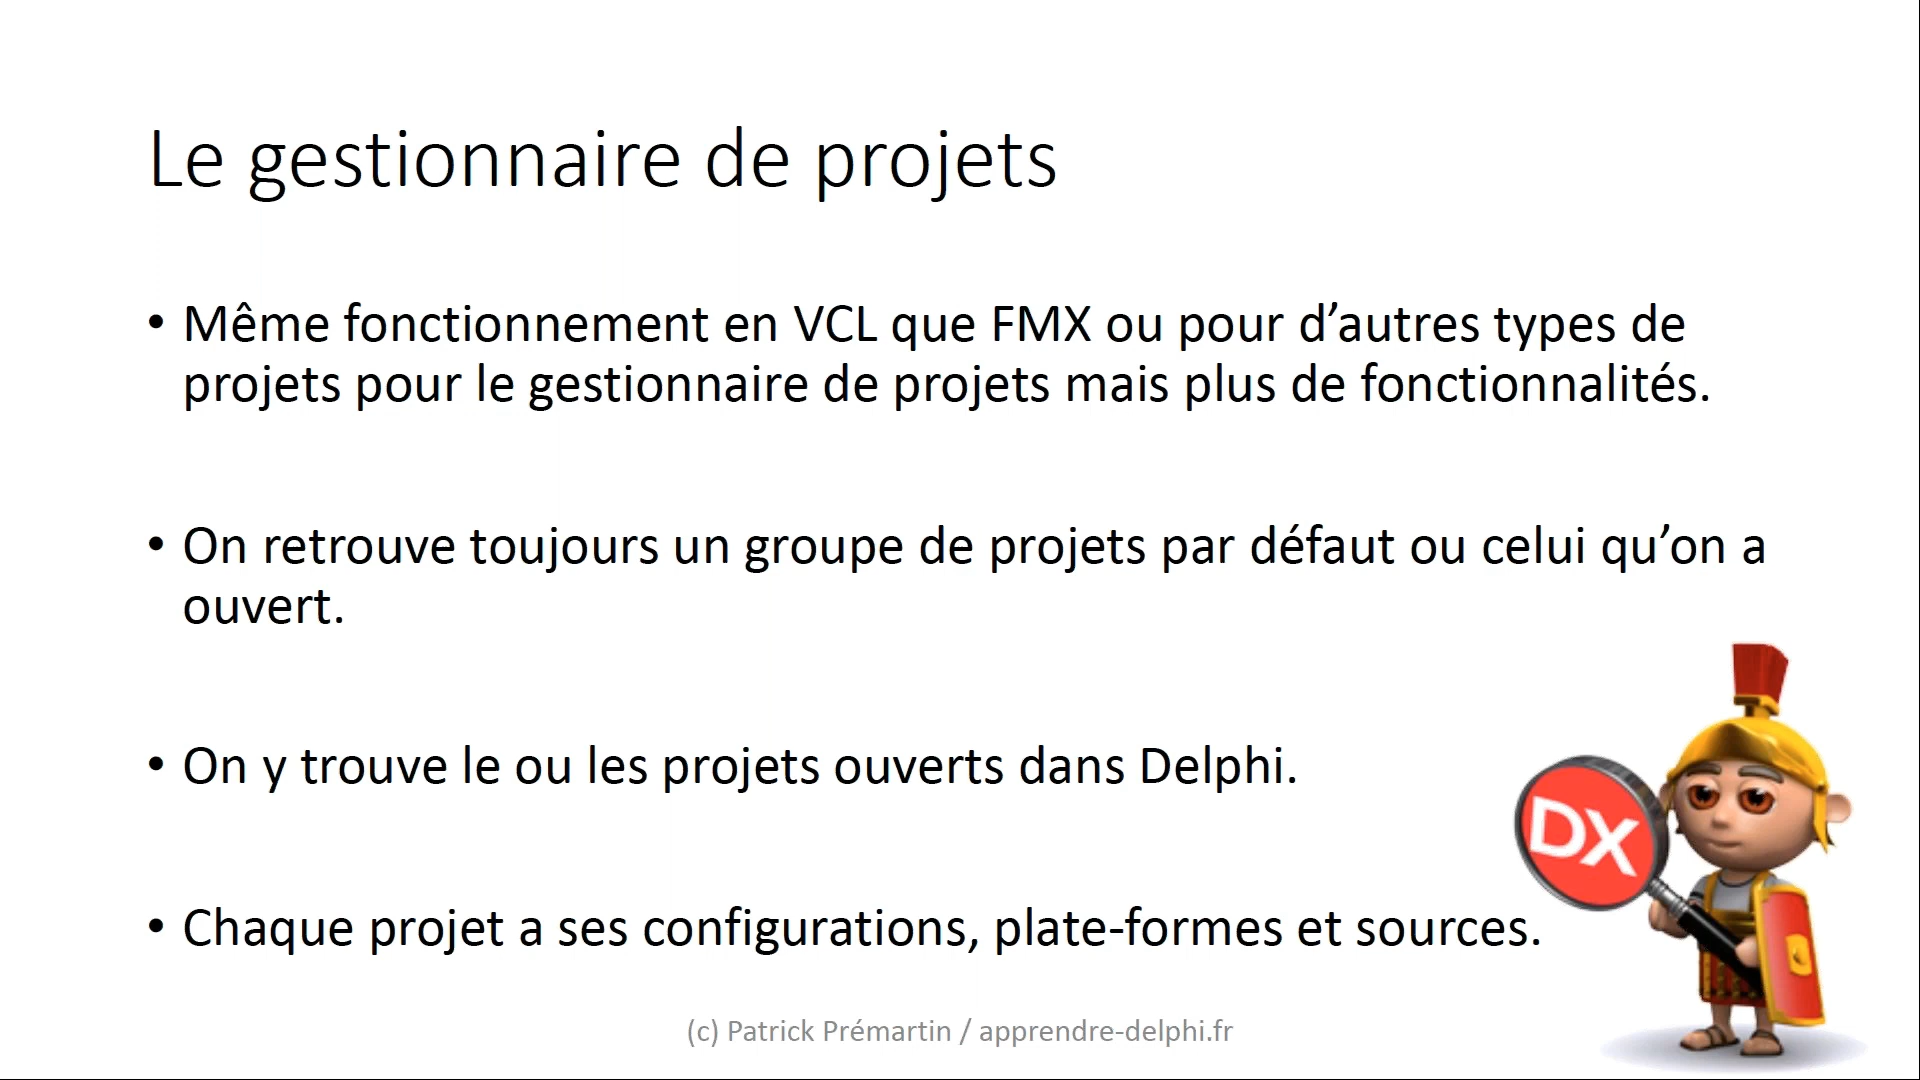 Le gestionnaire de projets
• Même fonctionnement en VCL que FMX ou pour d’autres types de
projets pour le gestionnaire de projets mais plus de fonctionnalités.
• On retrouve toujours un groupe de projets par défaut ou celui qu’on a
ouvert.
• On y trouve le ou les projets ouverts dans Delphi.
DX
• Chaque projet a ses configurations, plate-formes et sources.
(c) Patrick Prémartin / apprendre-delphi.fr